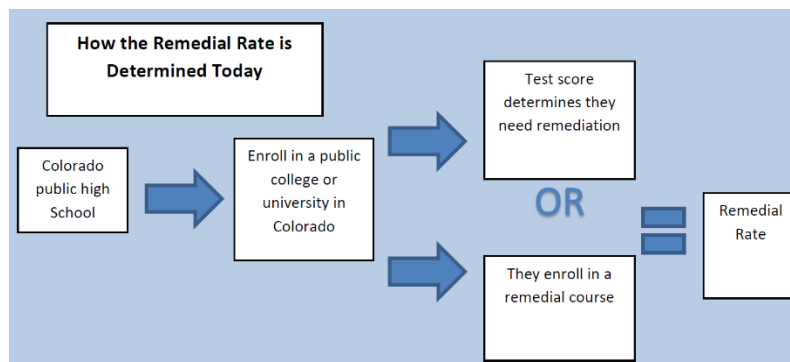 How the Remedial Rate is
Determined Today
Colorado
public high
School
Enroll in a public
college or
university in
Colorado
Test score
determines they
need remediation
OR
They enroll in a
remedial course
Remedial
Rate